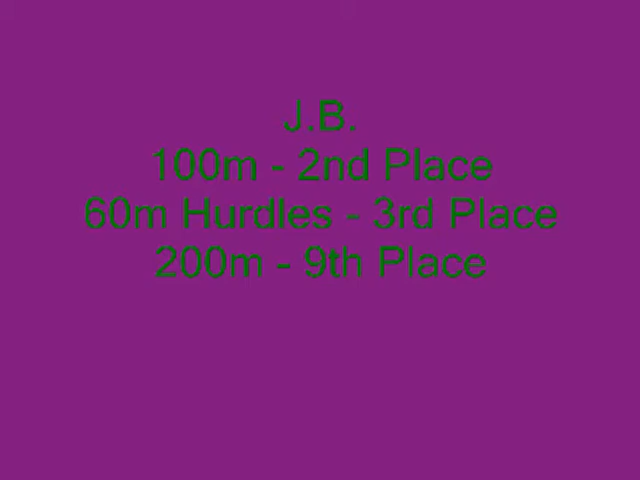 J.B.
100m - 2nd Place
60m Hurdles - 3rd Place
200m - 9th Place